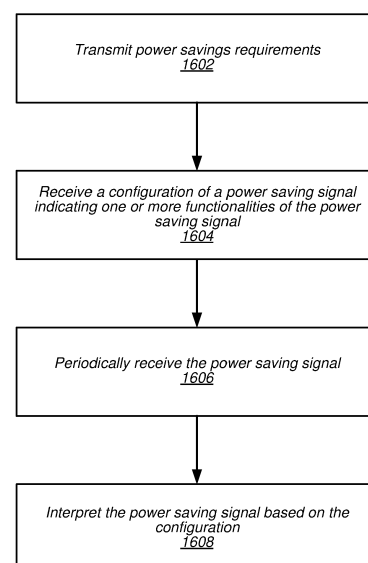 Transmit power savings requirements
1602
Receive a configuration of a power saving signal
indicating one or more functionalities of the power
saving signal
1604
Periodically receive the power saving signal
1606
Interpret the power saving signal based on the
configuration
1608